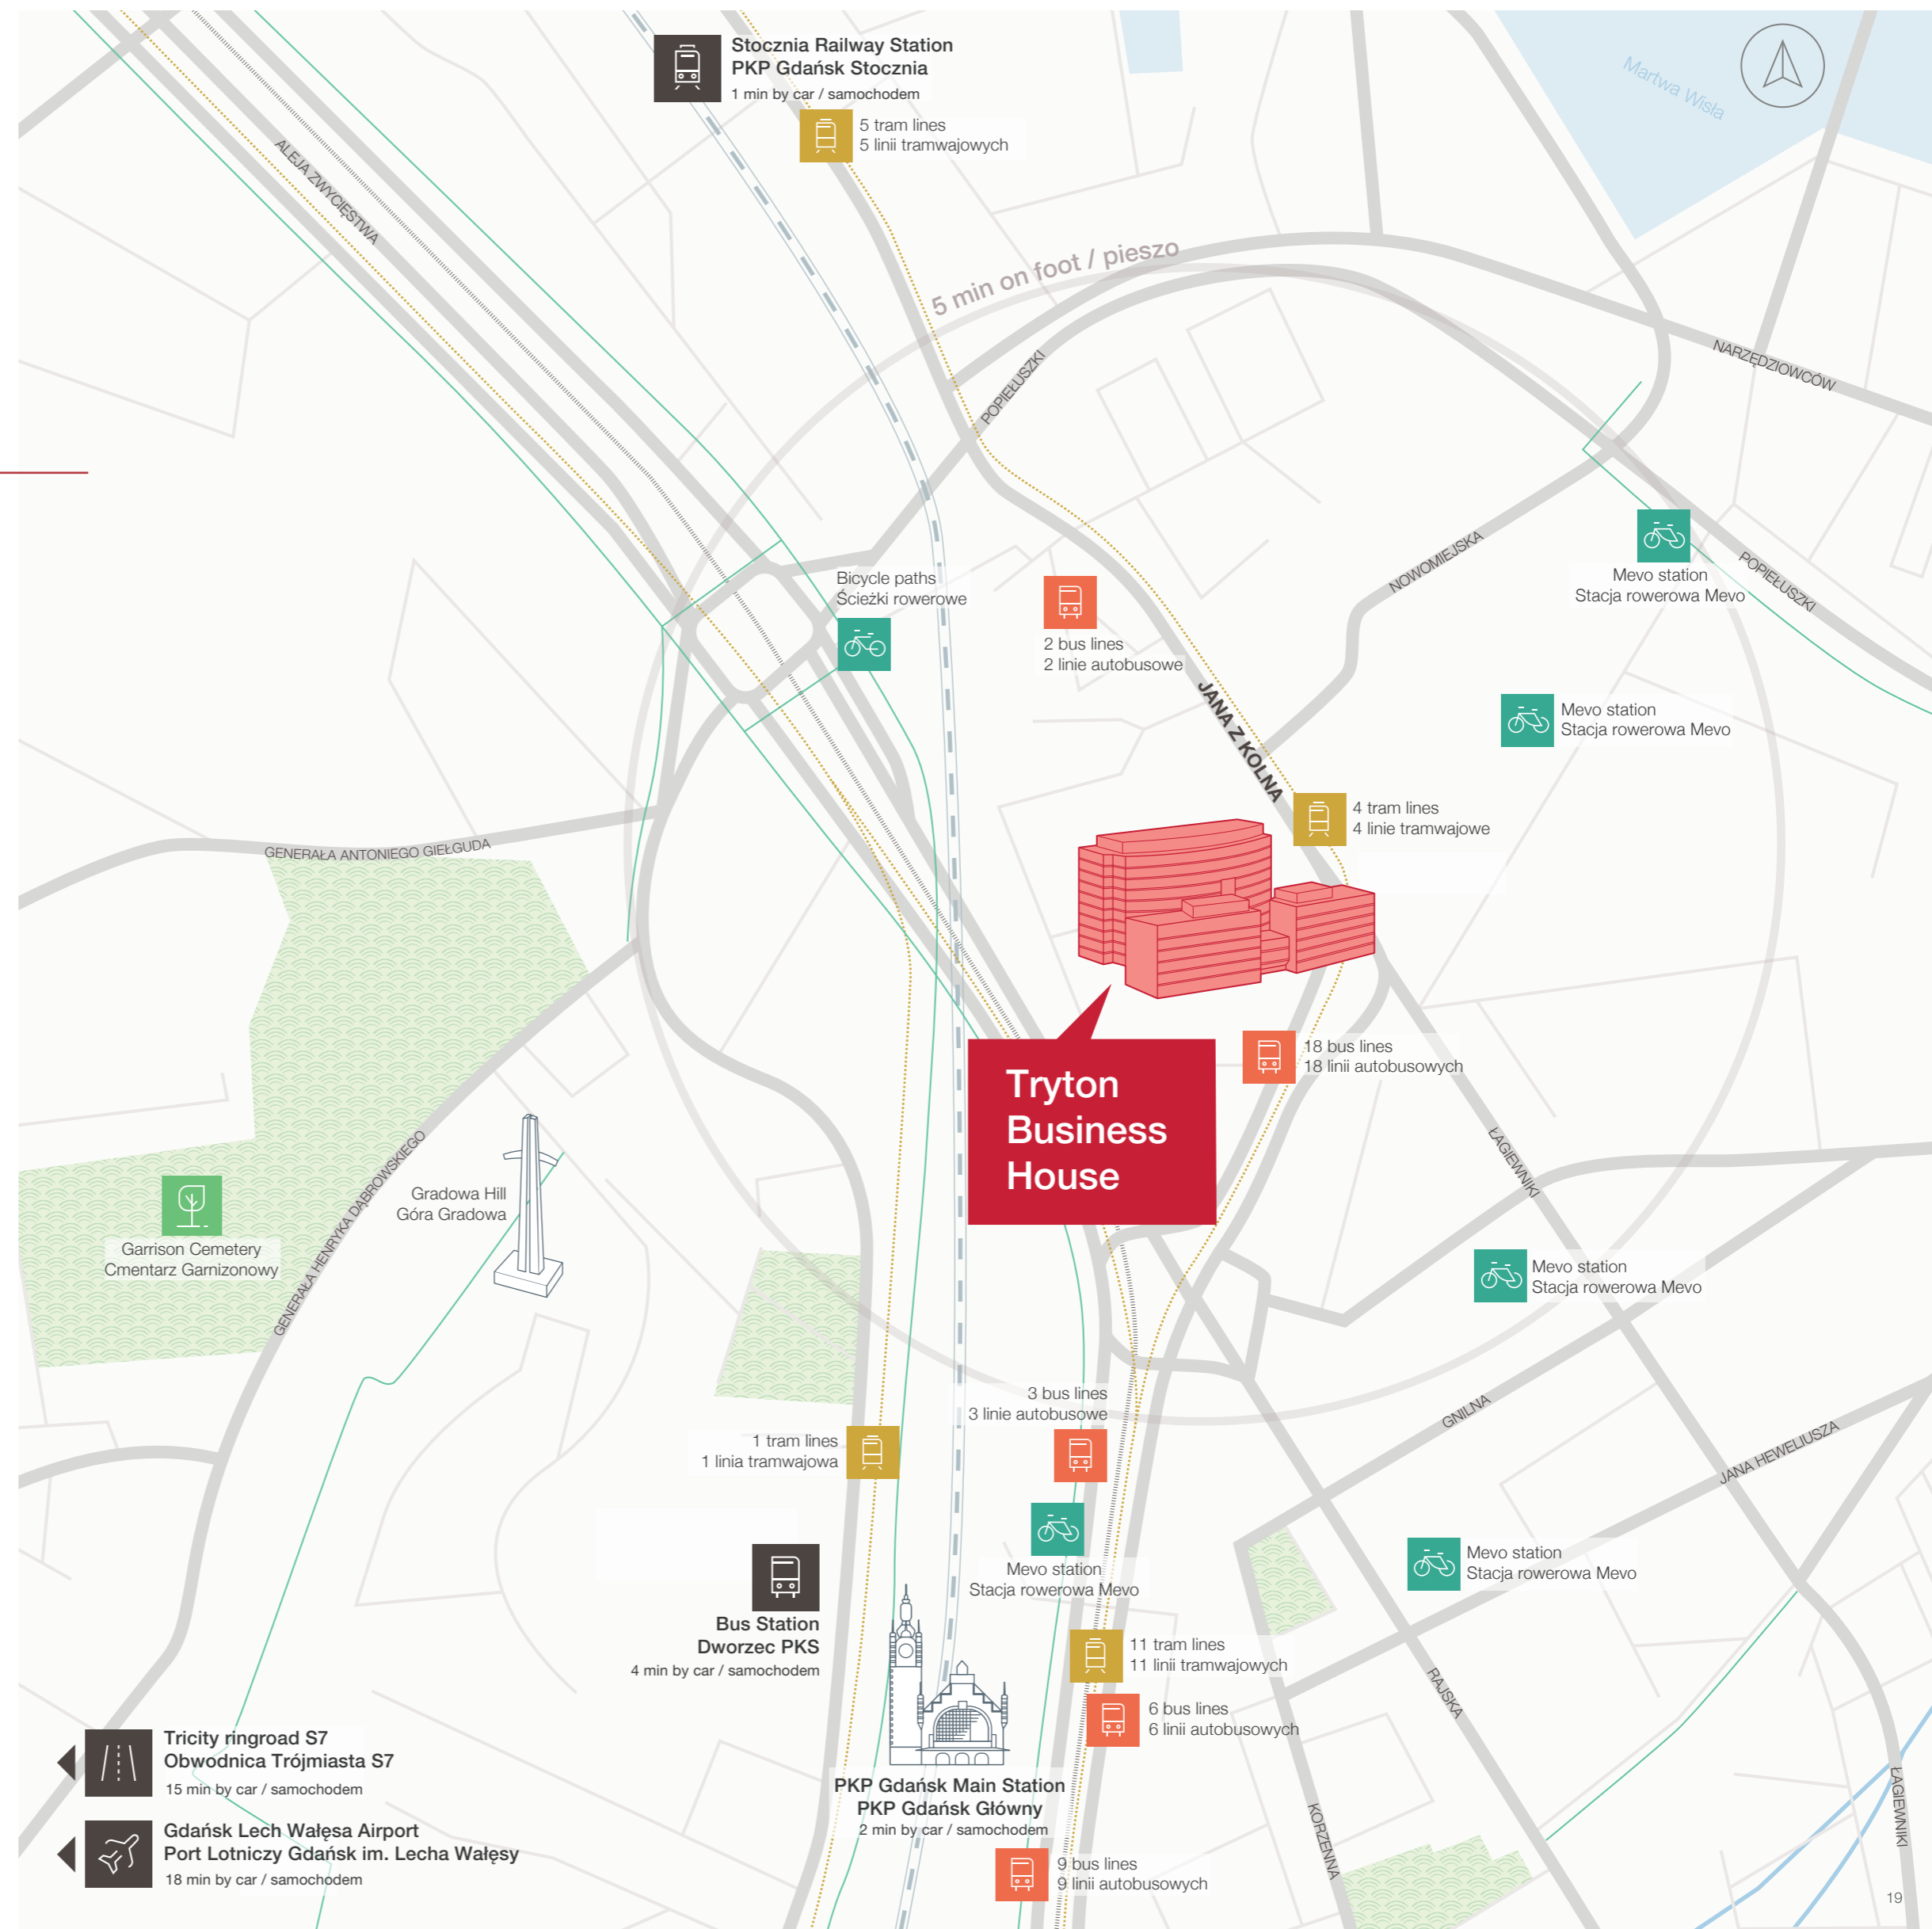 Stocznia Railway Station
PKP Gdańsk Stocznia
1 min by car / samochodem
5 tram lines
5 linii tramwajowych
Martwa Wisła
ALEJA ZWYCIĘSTWA
5 min on foot / pieszo
POPIEŁUSZKI
NARZĘDZIOWCÓW
NOWOMIEJSKA
Mevo station
Stacja rowerowa Mevo
POPIEŁUSZKI
Bicycle paths
Ścieżki rowerowe
2 bus lines
2 linie autobusowe
JANA Z KOLNA
Mevo station
Stacja rowerowa Mevo
4 tram lines
4 linie tramwajowe
GENERAŁA ANTONIEGO GIEŁGUDA
Tryton
Business
House
18 bus lines
18 linii autobusowych
ŁAGIEWNIKI
GENERAŁA HENRYKA DĄBROWSKIEGO
Gradowa Hill
Góra Gradowa
Garrison Cemetery
Cmentarz Garnizonowy
Mevo station
Stacja rowerowa Mevo
3 bus lines
3 linie autobusowe
GNILNA
JANA HEWELIUSZA
1 tram lines
1 linia tramwajowa
Mevo station
Stacja rowerowa Mevo
Mevo station
Stacja rowerowa Mevo
Bus Station
Dworzec PKS
4 min by car / samochodem
11 tram lines
11 linii tramwajowych
RAJSKA
6 bus lines
6 linii autobusowych
Tricity ringroad S7
Obwodnica Trójmiasta S7
15 min by car / samochodem
PKP Gdańsk Main Station
PKP Gdańsk Główny
2 min by car / samochodem
KORZENNA
ŁAGIEWNIKI
Gdańsk Lech Wałęsa Airport
Port Lotniczy Gdańsk im. Lecha Wałęsy
18 min by car / samochodem
9 bus lines
9 linii autobusowych
19